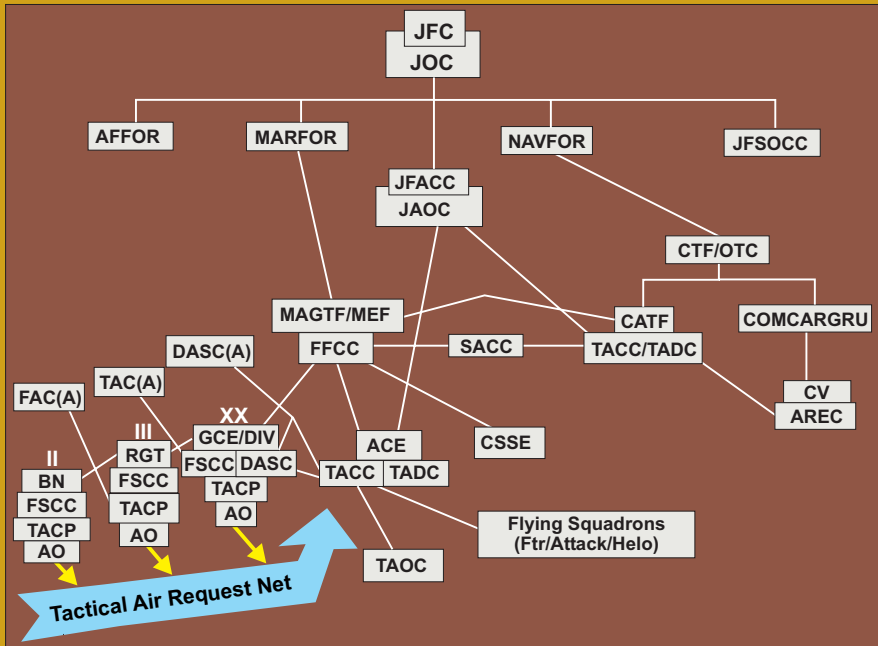 JFC
JOC
AFFOR
MARFOR
NAVFOR
JFSOCC
JFACC
JAOC
CTF/OTC
MAGTF/MEF
FFCC
SACC
CATF
TACC/TADC
COMCARGRU
CV
AREC
DASC(A)
TAC(A)
FAC(A)
II
BN
FSCC
TACP
AO
III
RGT
FSCC
TACP
AO
XX
GCE/DIV
FSCC
DASC
TACP
AO
ACE
TACC
TADC
CSSE
Flying Squadrons
(Ftr/Attack/Helo)
TAOC
Tactical Air Request Net